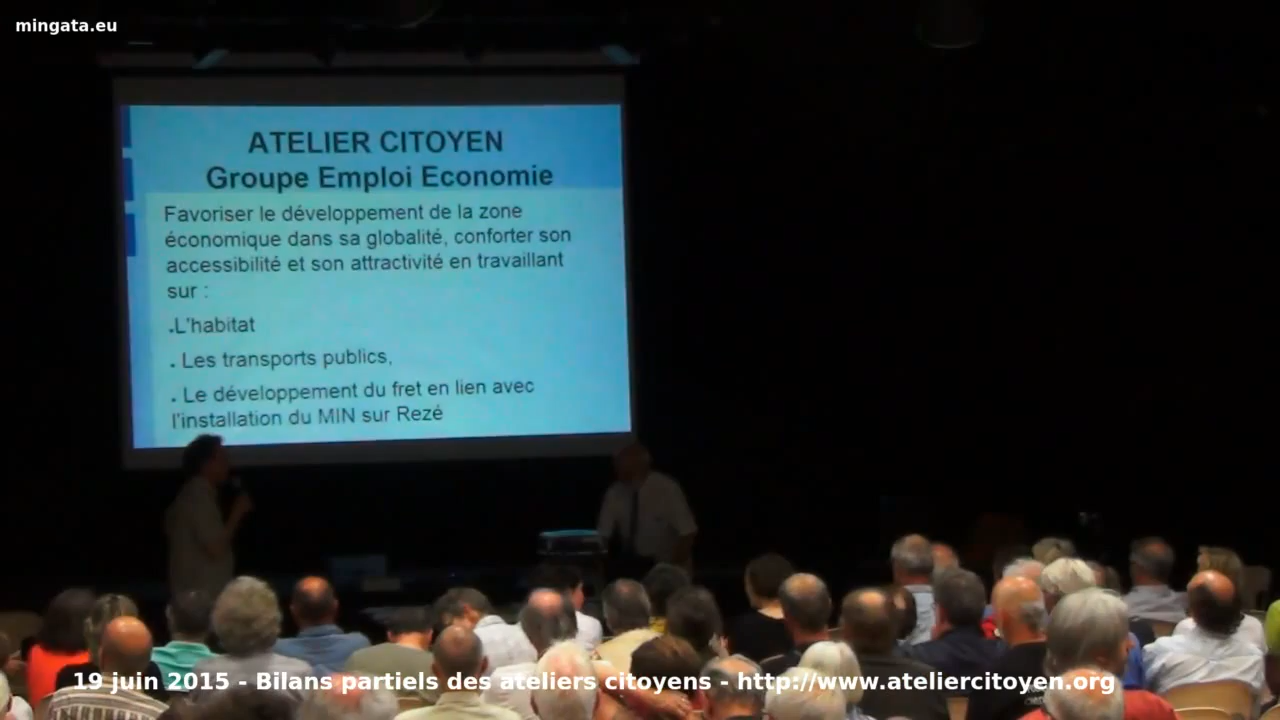 mingata.eu
ATELIER CITOYEN
Groupe Emploi Economie
Favoriser le développement de la zone
économique dans sa globalité, conforter son
accessibilité et son attractivité en travaillant
sur :
.L'habitat
. Les transports publics,
. Le développement du fret en lien avec
l'installation du MIN sur Rezé
19 juin 2015 - Bilans partiels des ateliers citoyens - http://www.ateliercitoyen.org